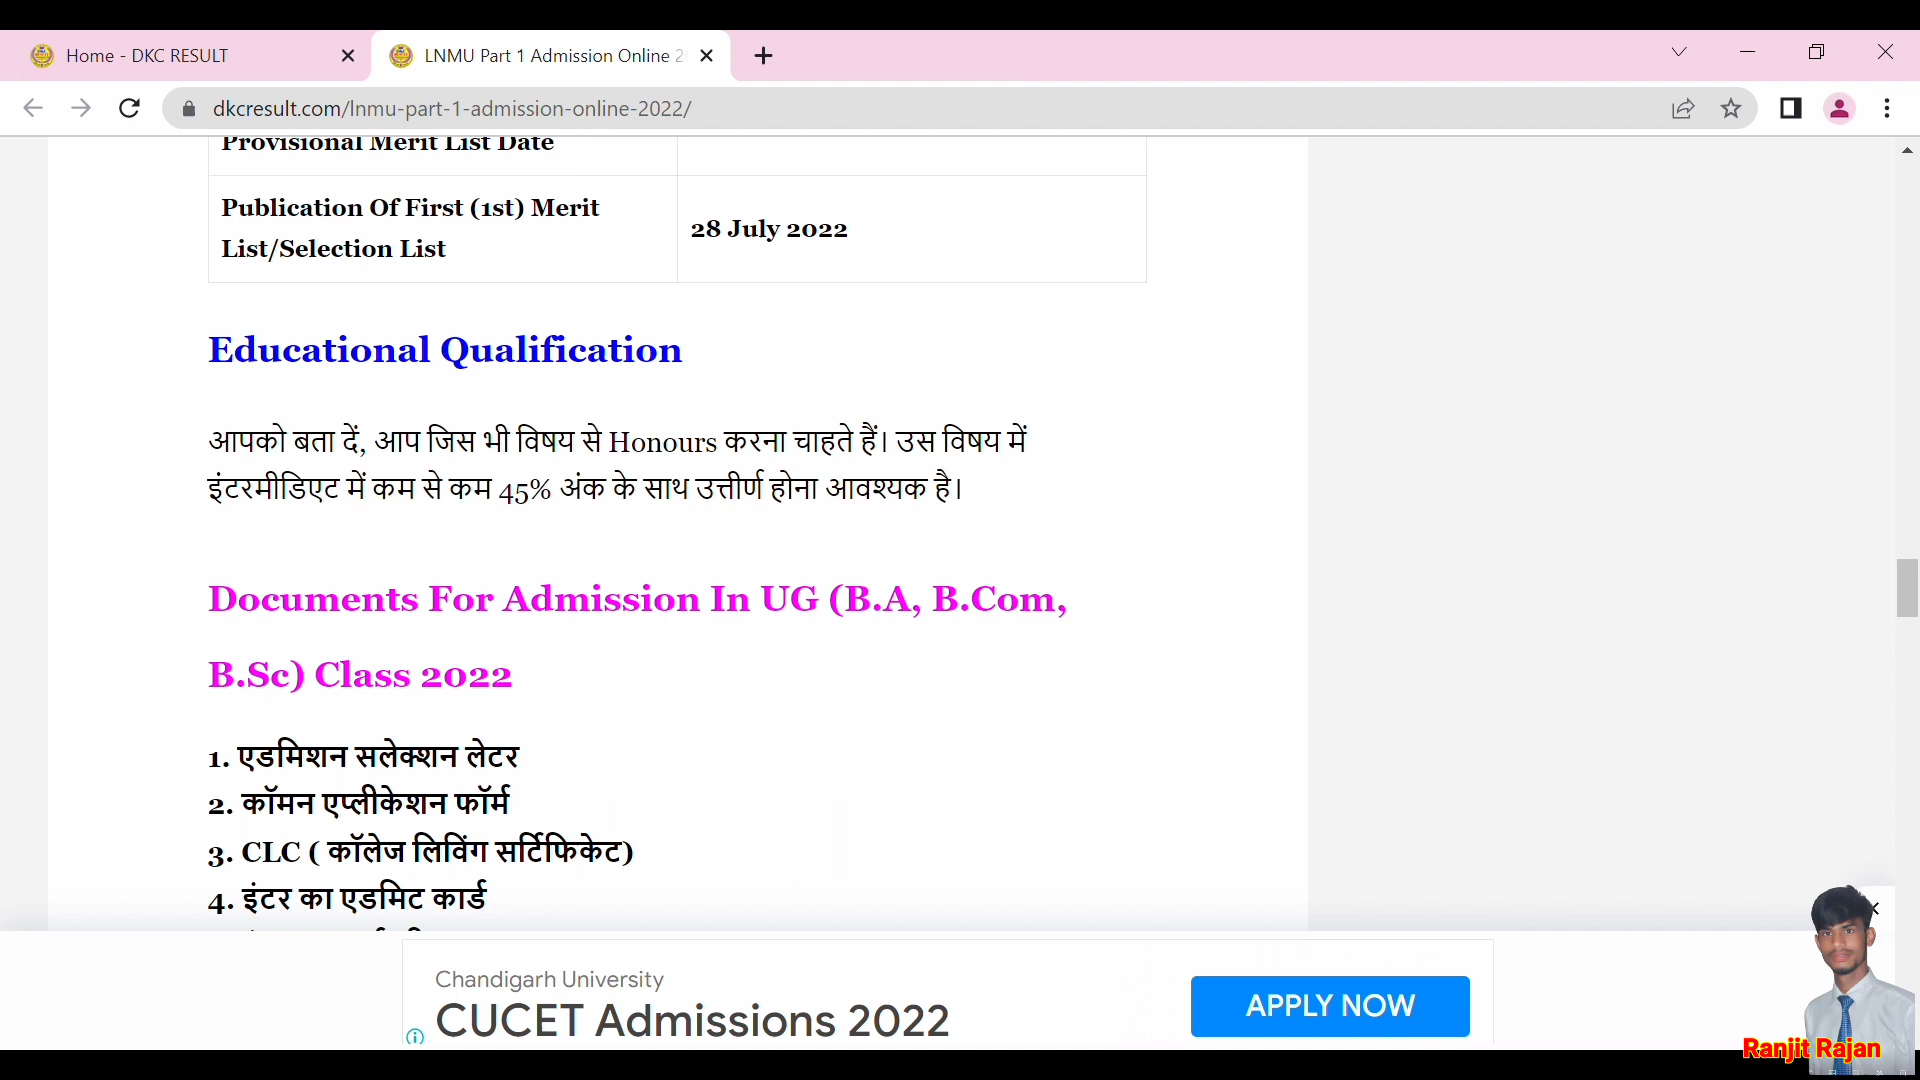 Home - DKC RESULT
LNMU Part 1 Admission Online 2
dkcresult.com/lnmu-part-1-admission-online-2022/
Provisional Merit List Date
Publication Of First (1st) Merit
List/Selection List
28 July 2022
Educational Qualification
आपको बता दें, आप जिस भी विषय से Honours करना चाहते हैं। उस विषय में
इंटरमीडिएट में कम से कम 45% अंक के साथ उत्तीर्ण होना आवश्यक है।
Documents For Admission In UG (B.A, B.Com,
B.Sc) Class 2022
1. एडमिशन सलेक्शन लेटर
2. कॉमन एप्लीकेशन फॉर्म
3. CLC ( कॉलेज लिविंग सर्टिफिकेट)
4. इंटर का एडमिट कार्ड
Chandigarh University
CUCET Admissions 2022
APPLY NOW
Ranjit Rajan